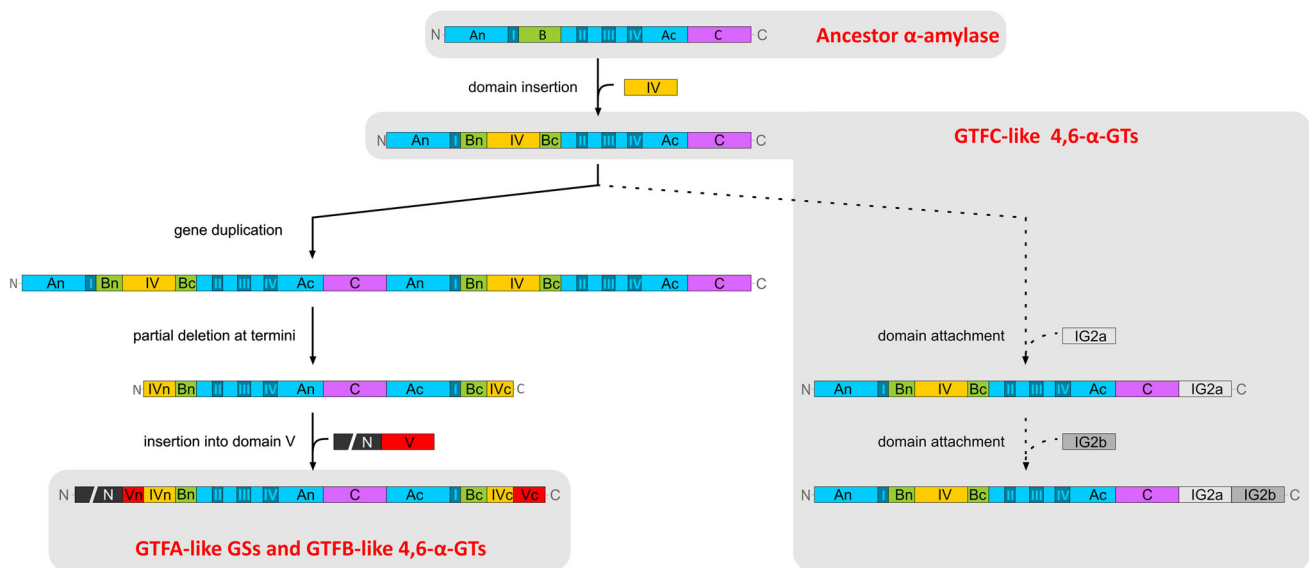 N An I B II III IV Ac C C
Ancestor α-amylase
domain insertion IV
N An I Bn IV Bc II III IV Ac C C
GTFC-like 4,6-α-GTs
gene duplication
N An I Bn IV Bc II III IV Ac C An I Bn IV Bc II III IV Ac C C
partial deletion at termini
domain attachment IG2a
N IVn Bn II III IV An C Ac I Bc IVc C
N An I Bn IV Bc II III IV Ac C IG2a C
insertion into domain V N V
domain attachment IG2b
N N Vn IVn Bn II III IV An C Ac I Bc IVc Vc C
N An I Bn IV Bc II III IV Ac C IG2a IG2b C
GTFA-like GSs and GTFB-like 4,6-α-GTs